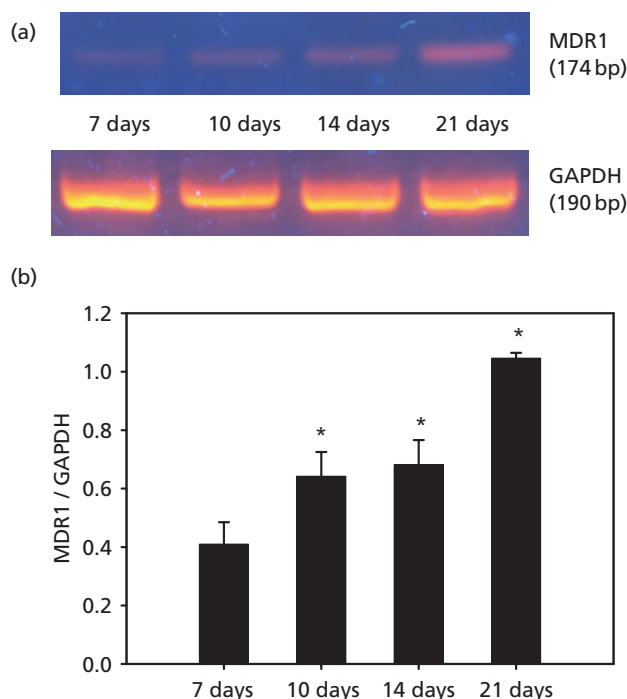 (a)
MDR1
(174 bp)
7 days 10 days 14 days 21 days
GAPDH
(190 bp)
(b)
MDR1 / GAPDH
1.2
1.0
0.8
0.6
0.4
0.2
0.0
*
*
*
7 days 10 days 14 days 21 days